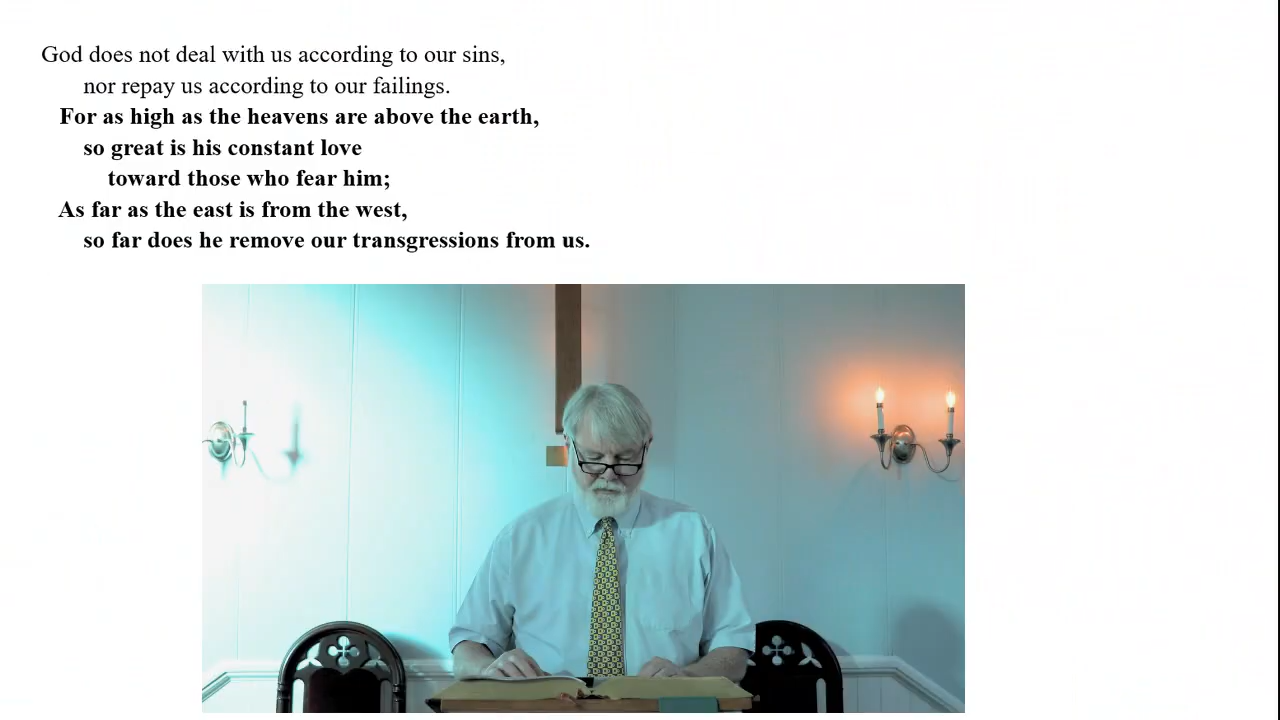 God does not deal with us according to our sins,
nor repay us according to our failings.
For as high as the heavens are above the earth,
so great is his constant love
toward those who fear him;
As far as the east is from the west,
so far does he remove our transgressions from us.